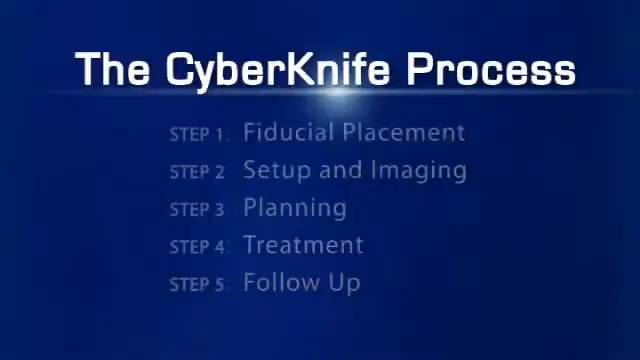 The CyberKnife Process
STEP 1: Fiducial Placement
STEP 2: Setup and Imaging
STEP 3: Planning
STEP 4: Treatment
STEP 5: Follow Up